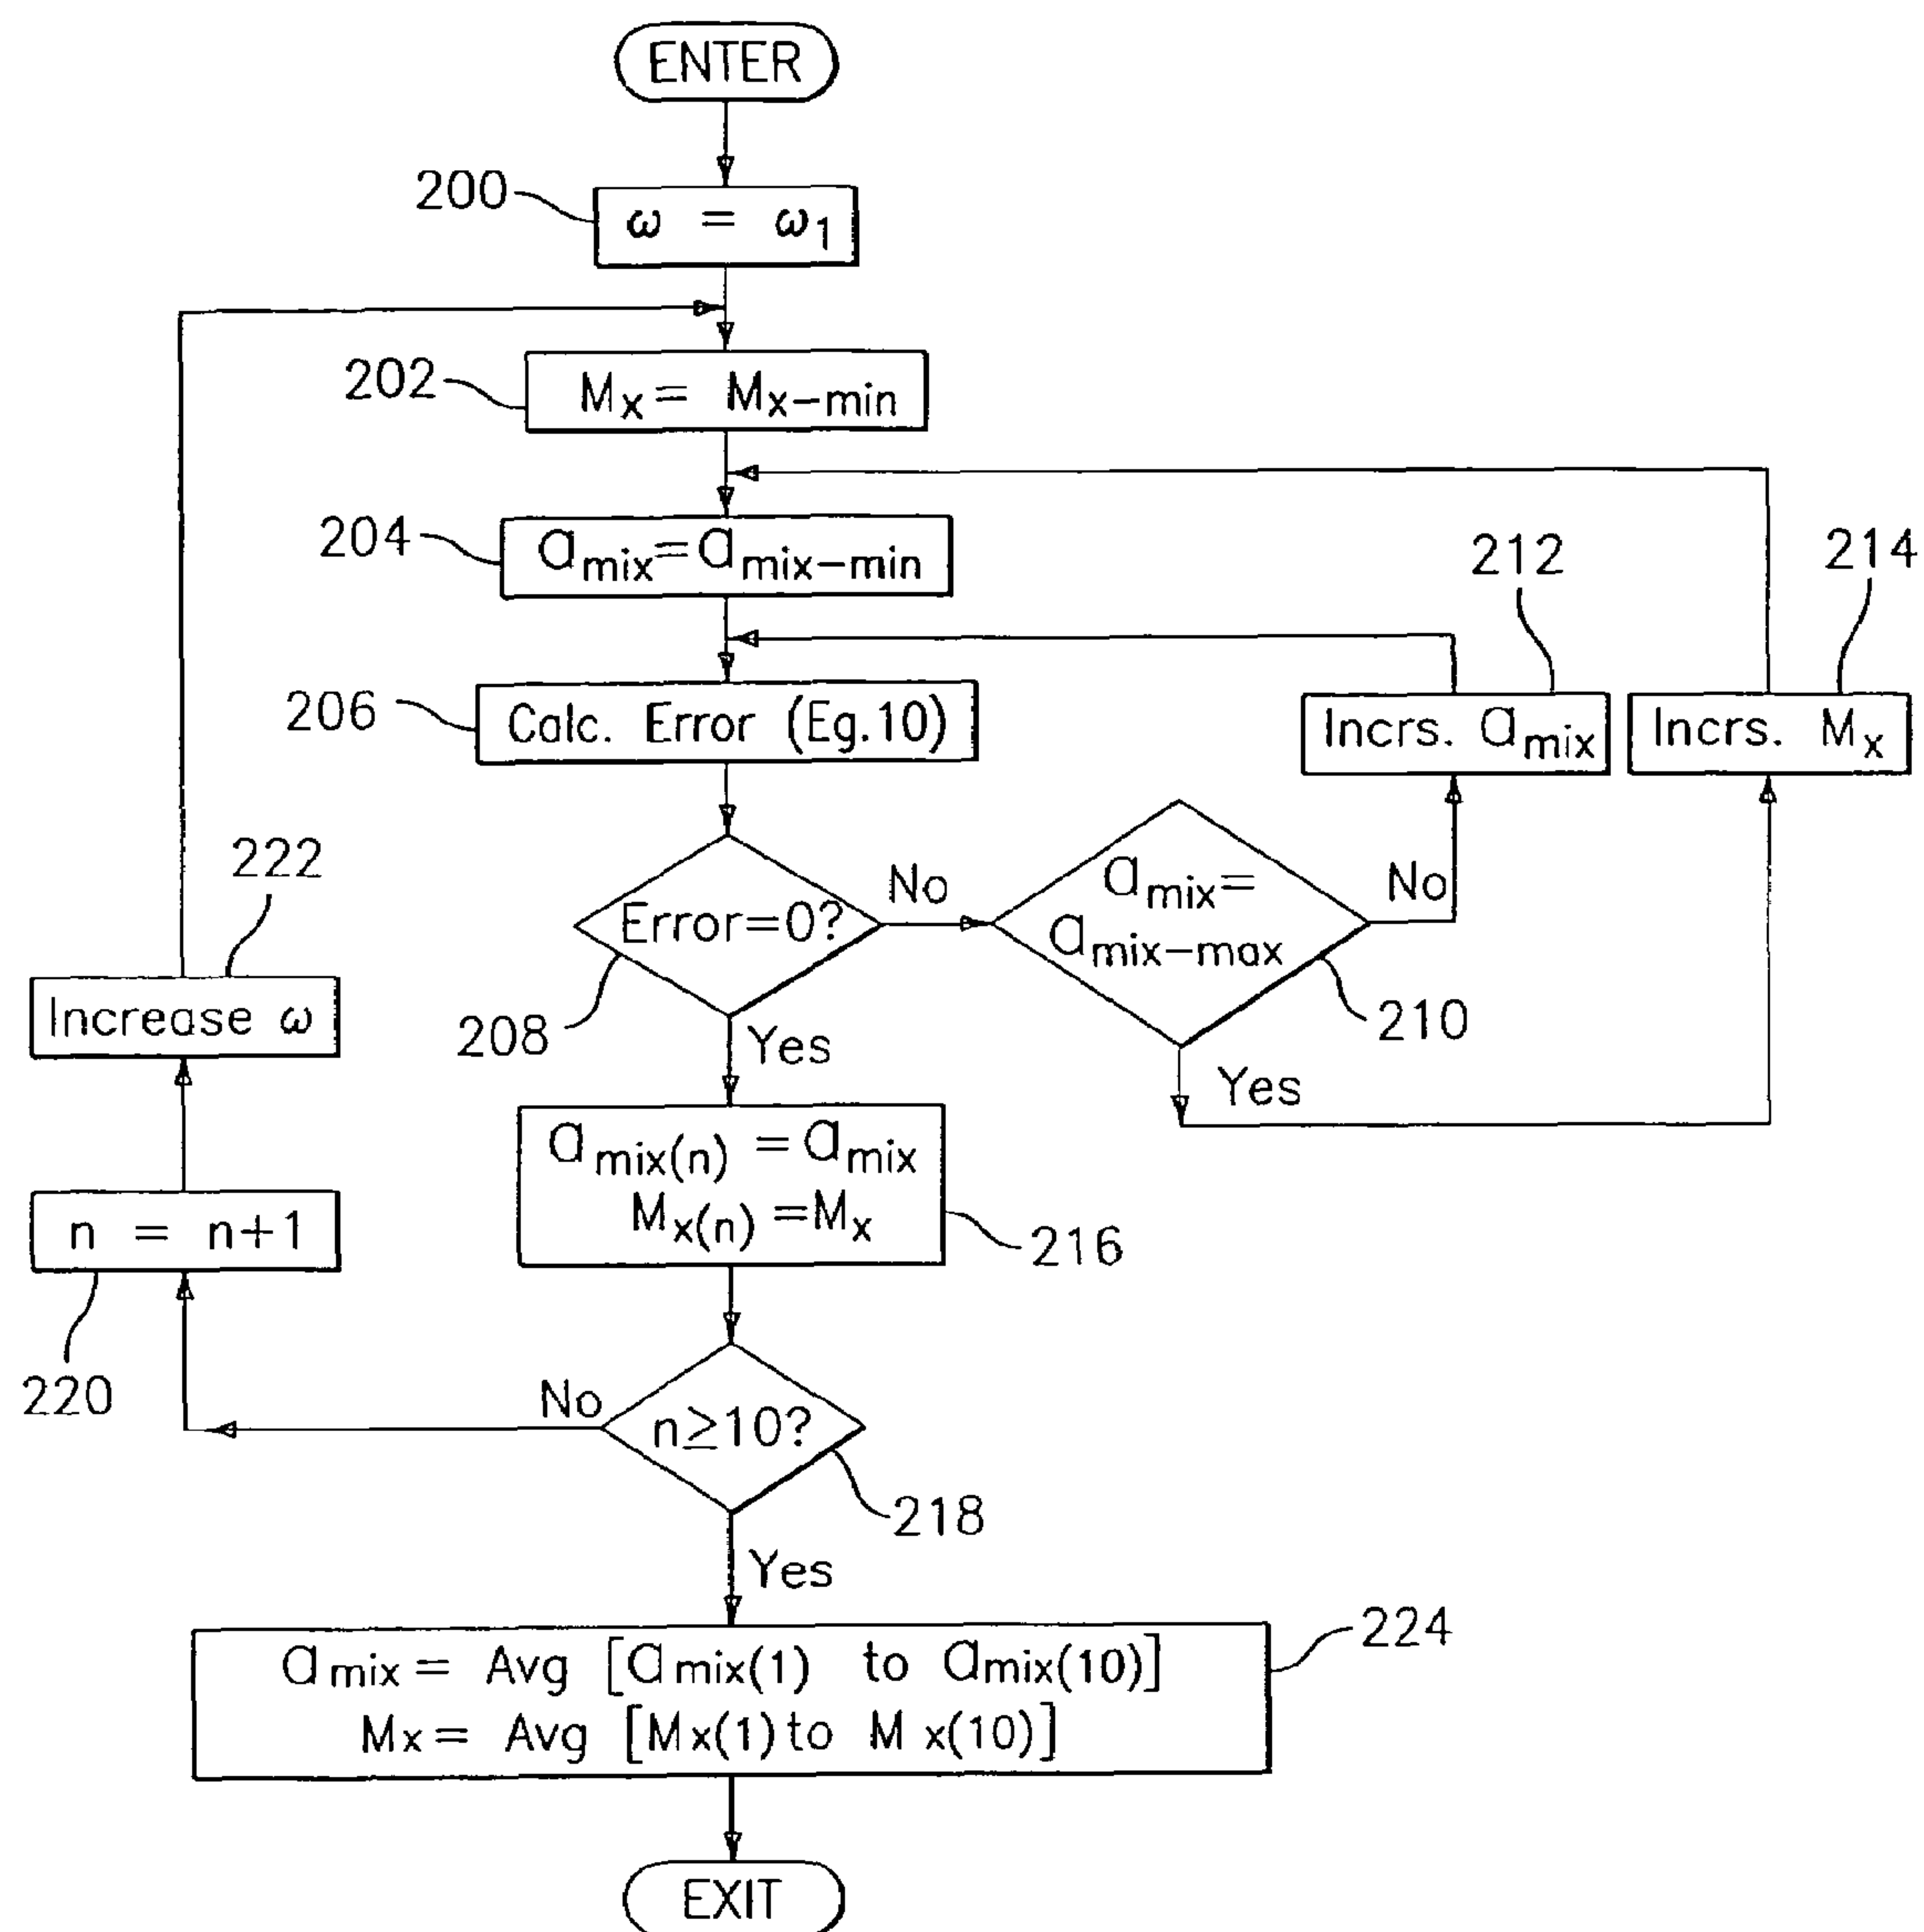 ENTER
200
ω = ω1
202
Mx = Mx-min
204
amix=amix-min
212
214
206
Calc. Error (Eg.10)
Incrs. amix
Incrs. Mx
222
Error=0?
No
amix=
amix-max
No
Increase ω
208
Yes
210
Yes
amix(n) =amix
Mx(n) =Mx
216
n = n+1
220
No
n≥10?
218
Yes
224
amix= Avg [amix(1) to amix(10)]
Mx= Avg [Mx(1)to M x(10)]
EXIT